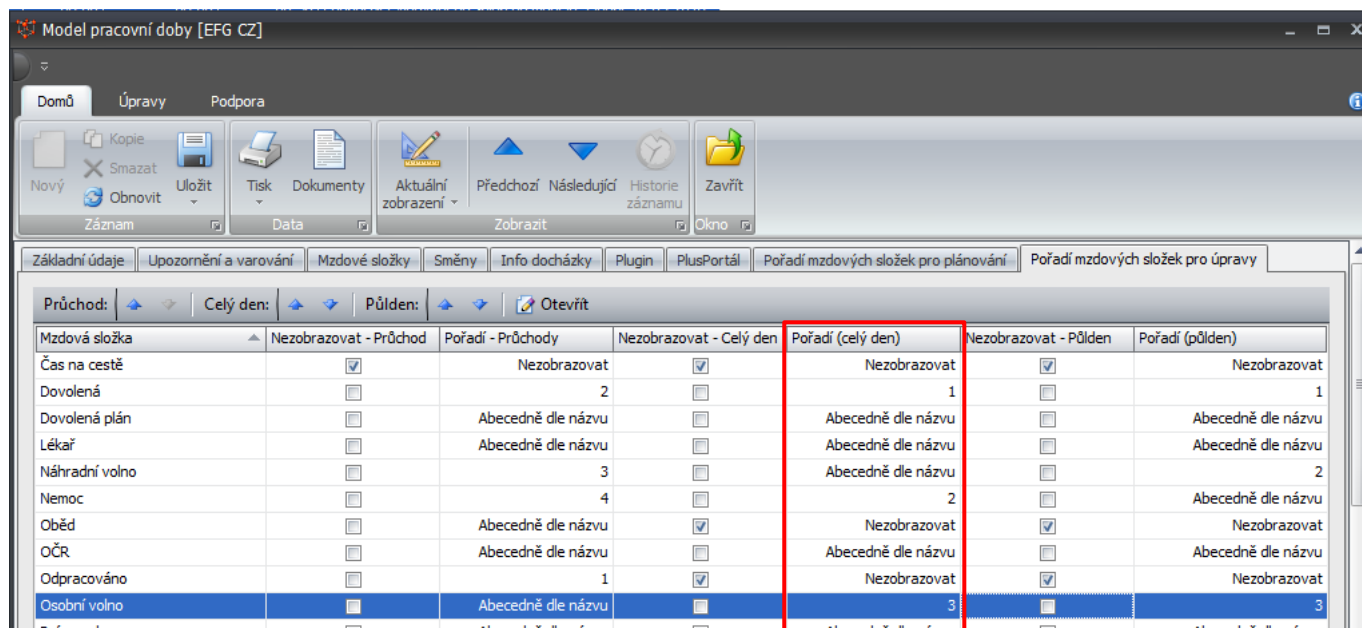 Model pracovní doby [EFG CZ]
Domů Úpravy Podpora
Nový Kopie Smazat Obnovit Uložit Tisk Dokumenty Aktuální zobrazení Předchozí Následující Historie záznamu Zavřít
Záznam Data Zobrazit Okno
Základní údaje Upozornění a varování Mzdové složky Směny Info docházky Plugin PlusPortál Pořadí mzdových složek pro plánování Pořadí mzdových složek pro úpravy
Průchod: Celý den: Půlden: Otevřít
Mzdová složka Nezobrazovat - Průchod Pořadí - Průchody Nezobrazovat - Celý den Pořadí (celý den) Nezobrazovat - Půlden Pořadí (půlden)
Čas na cestě Nezobrazovat Nezobrazovat Nezobrazovat
Dovolená 2 1 1
Dovolená plán Abecedně dle názvu Abecedně dle názvu Abecedně dle názvu
Lékař Abecedně dle názvu Abecedně dle názvu Abecedně dle názvu
Náhradní volno 3 Abecedně dle názvu 2
Nemoc 4 2 Abecedně dle názvu
Oběd Abecedně dle názvu Nezobrazovat Nezobrazovat
OČR Abecedně dle názvu Abecedně dle názvu Abecedně dle názvu
Odpracováno 1 Nezobrazovat Nezobrazovat
Osobní volno Abecedně dle názvu 3 3